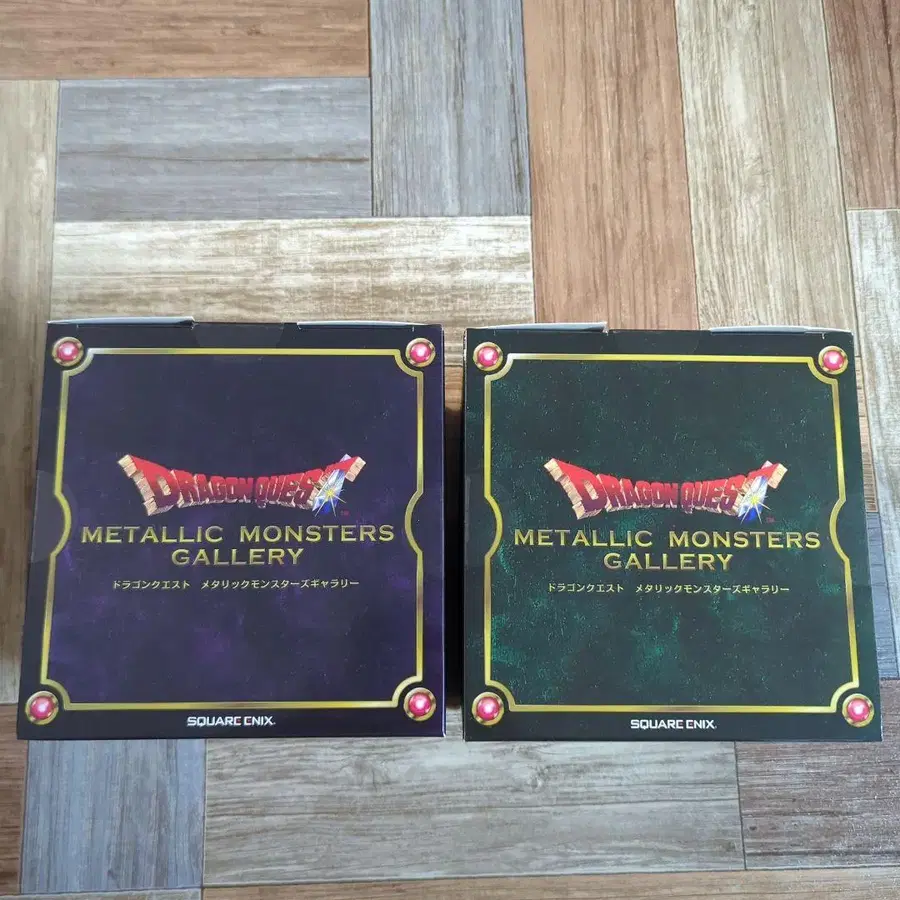 DRAGON QUEST™
METALLIC MONSTERS
GALLERY
ドラゴンクエスト メタリックモンスターズギャラリー
SQUARE ENIX.
DRAGON QUEST™
METALLIC MONSTERS
GALLERY
ドラゴンクエスト メタリックモンスターズギャラリー
SQUARE ENIX.